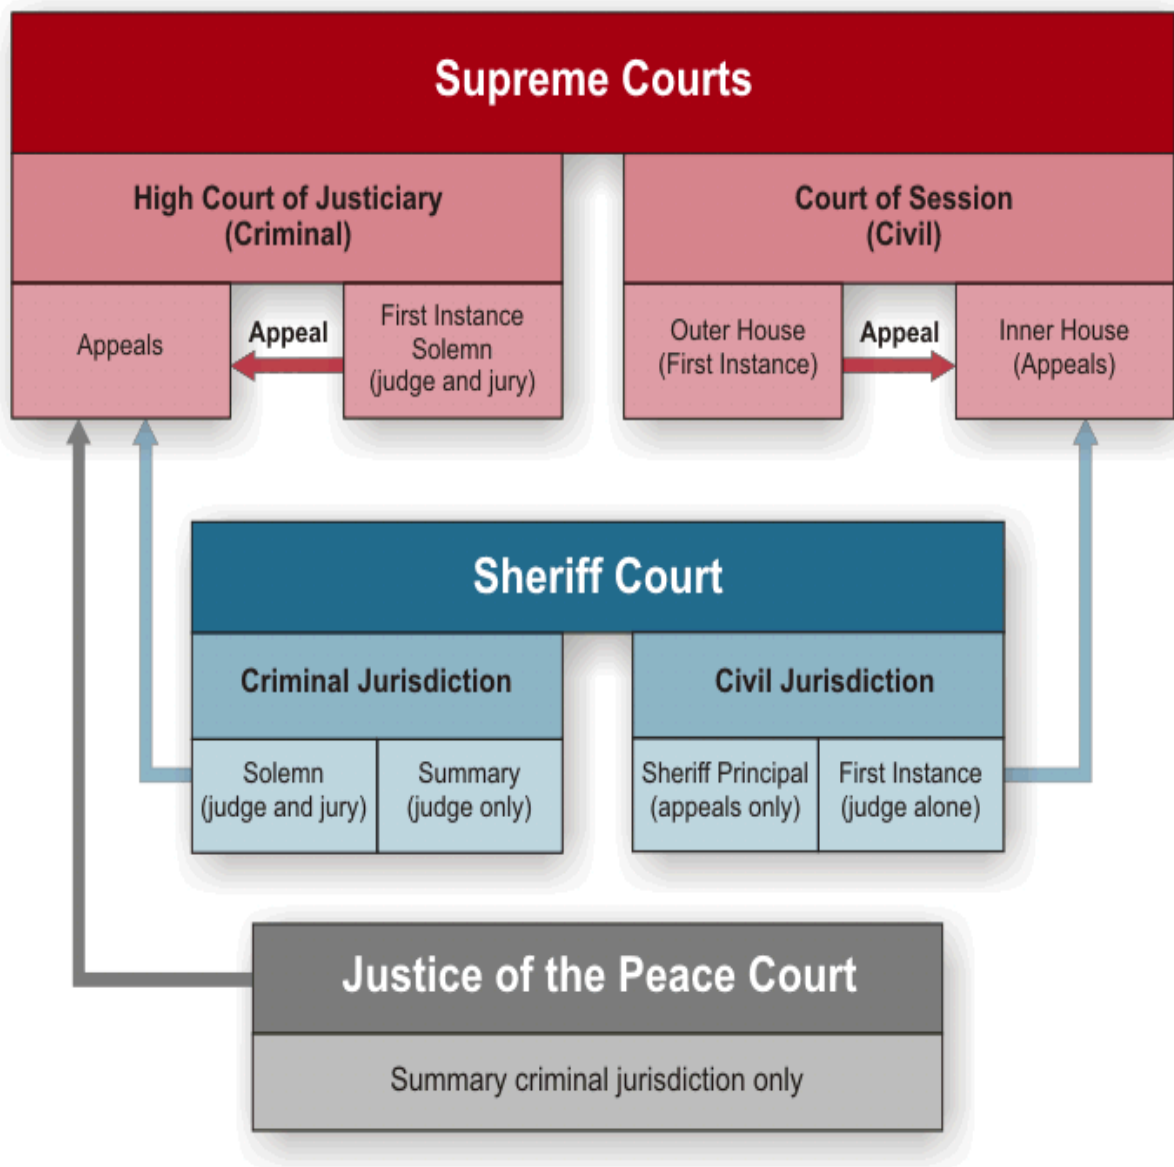 Supreme Courts
High Court of Justiciary
(Criminal)
Court of Session
(Civil)
Appeals
Appeal
First Instance
Solemn
(judge and jury)
Outer House
(First Instance)
Appeal
Inner House
(Appeals)
Sheriff Court
Criminal Jurisdiction
Civil Jurisdiction
Solemn
(judge and jury)
Summary
(judge only)
Sheriff Principal
(appeals only)
First Instance
(judge alone)
Justice of the Peace Court
Summary criminal jurisdiction only